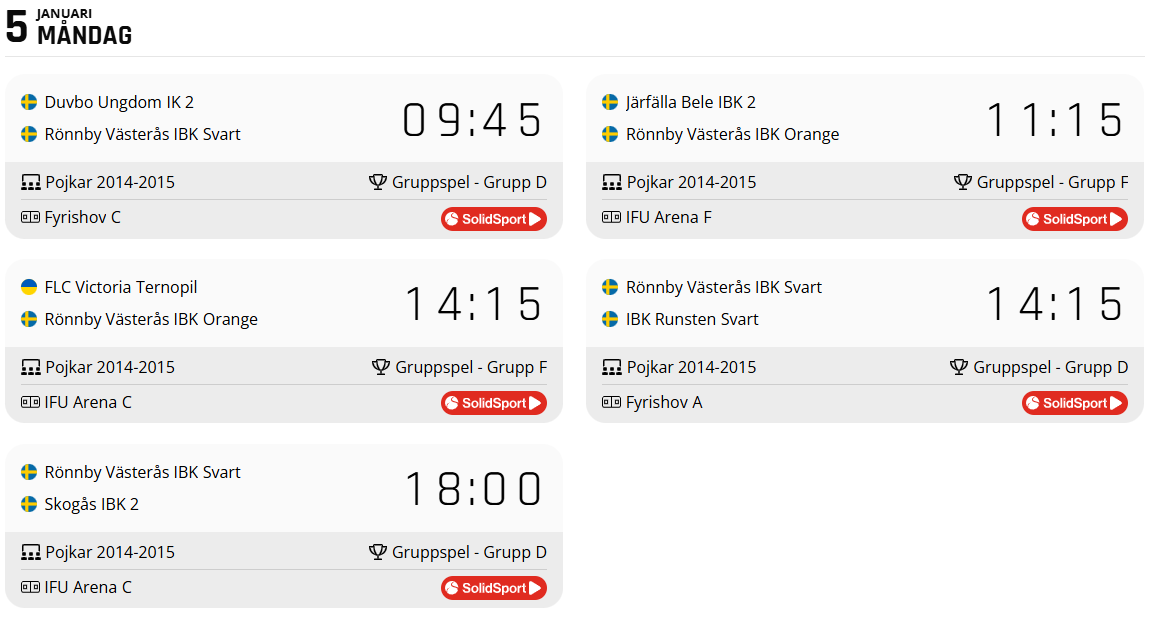 5 JANUARI
MÅNDAG
Duvbo Ungdom IK 2
Rönnby Västerås IBK Svart
09:45
Pojkar 2014-2015
Gruppspel - Grupp D
Fyrishov C
SolidSport
Järfälla Bele IBK 2
Rönnby Västerås IBK Orange
11:15
Pojkar 2014-2015
Gruppspel - Grupp F
IFU Arena F
SolidSport
FLC Victoria Ternopil
Rönnby Västerås IBK Orange
14:15
Pojkar 2014-2015
Gruppspel - Grupp F
IFU Arena C
SolidSport
Rönnby Västerås IBK Svart
IBK Runsten Svart
14:15
Pojkar 2014-2015
Gruppspel - Grupp D
Fyrishov A
SolidSport
Rönnby Västerås IBK Svart
Skogås IBK 2
18:00
Pojkar 2014-2015
Gruppspel - Grupp D
IFU Arena C
SolidSport